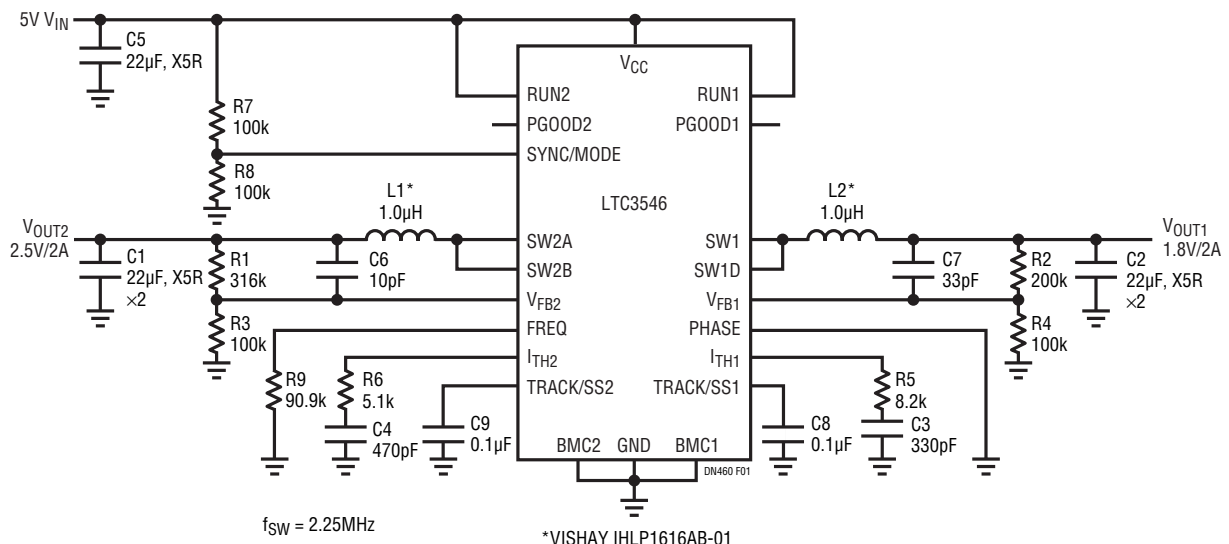 5V VIN
C5
22µF, X5R
R7
100k
R8
100k
VCC
RUN2
RUN1
PGOOD2
PGOOD1
SYNC/MODE
LTC3546
L1*
1.0µH
L2*
1.0µH
VOUT2
2.5V/2A
VOUT1
1.8V/2A
C1
22µF, X5R
×2
R1
316k
C6
10pF
SW2A
SW2B
SW1
SW1D
C7
33pF
R2
200k
C2
22µF, X5R
×2
VFB2
VFB1
R3
100k
R4
100k
FREQ
PHASE
ITH2
ITH1
TRACK/SS2
TRACK/SS1
R9
90.9k
R6
5.1k
C4
470pF
C9
0.1µF
C8
0.1µF
R5
8.2k
C3
330pF
BMC2
GND
BMC1
DN460 F01
fSW = 2.25MHz
*VISHAY IHLP1616AB-01